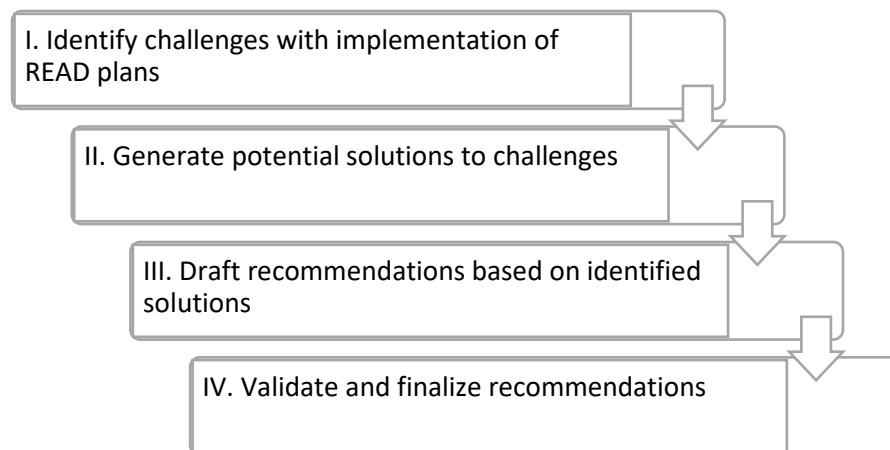 I. Identify challenges with implementation of
READ plans
II. Generate potential solutions to challenges
III. Draft recommendations based on identified
solutions
IV. Validate and finalize recommendations